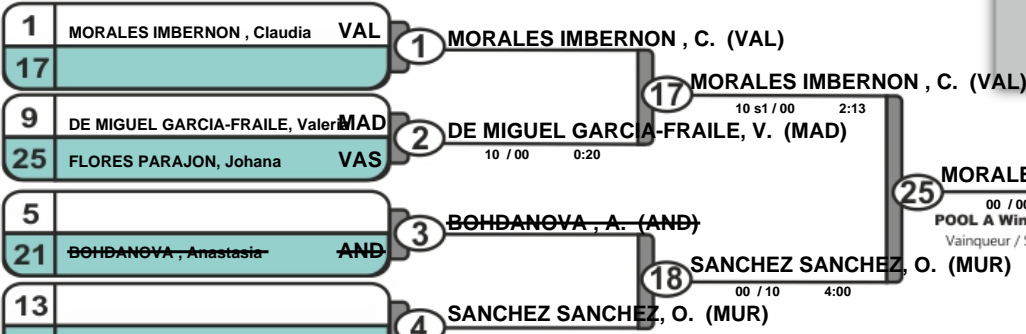 1 MORALES IMBERNON , Claudia VAL
17
9 DE MIGUEL GARCIA-FRAILE, Valeria MAD
25 FLORES PARAJON, Johana VAS
5
21 BOHDANOVA , Anastasia AND
13
1 MORALES IMBERNON , C. (VAL)
2 DE MIGUEL GARCIA-FRAILE, V. (MAD)
10 / 00 0:20
3 BOHDANOVA , A. (AND)
4 SANCHEZ SANCHEZ, O. (MUR)
17 MORALES IMBERNON , C. (VAL)
10 s1 / 00 2:13
18 SANCHEZ SANCHEZ, O. (MUR)
00 / 10 4:00
25 MORALE
00 / 00
POOL A Win
Vainqueur /